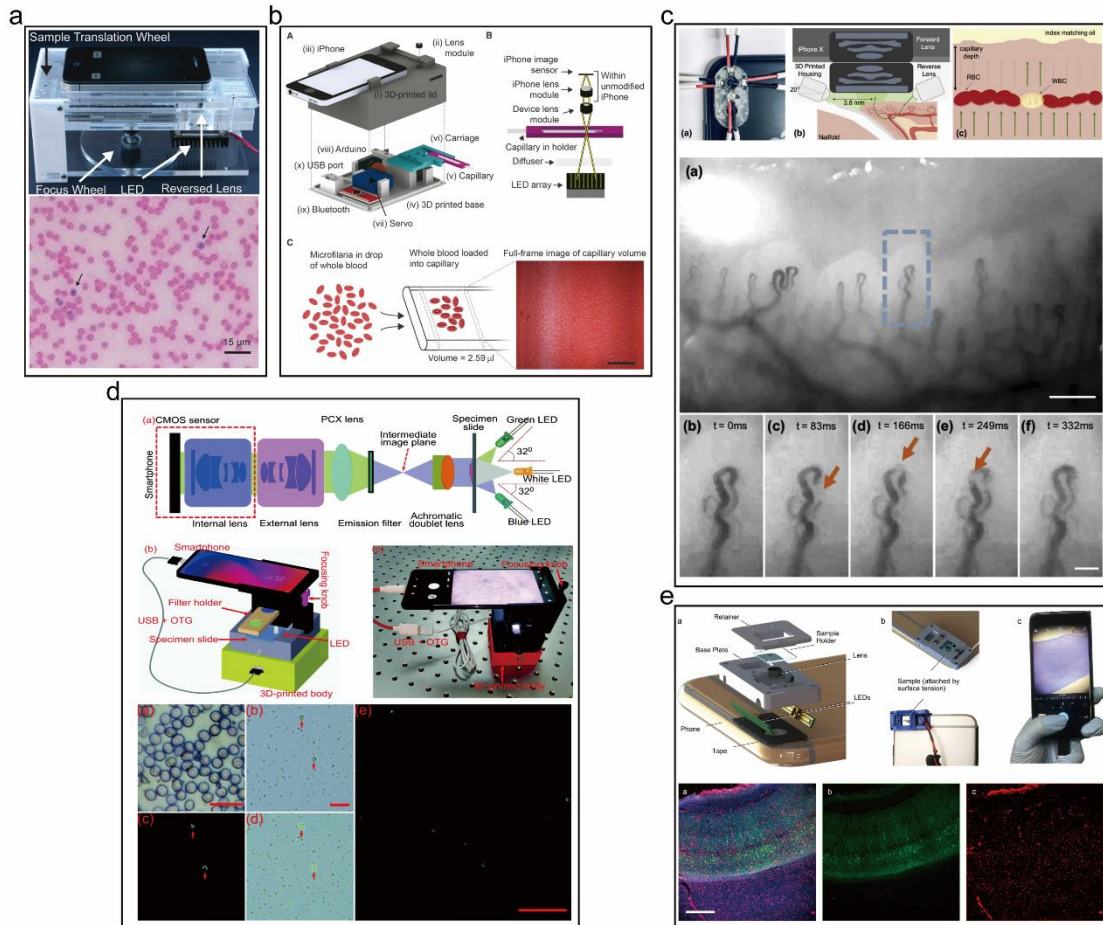 a
Sample Translation Wheel
Focus Wheel
LED
Reversed Lens
15 µm
b
A
(iii) iPhone
(ii) Lens module
(i) 3D-printed lid
(vi) Carriage
(viii) Arduino
(x) USB port
(v) Capillary
(ix) Bluetooth
(iv) 3D printed base
(vii) Servo
B
iPhone image sensor
iPhone lens module
Device lens module
Within unmodified iPhone
Capillary in holder
Diffuser
LED array
C
Microfilaria in drop of whole blood
Whole blood loaded into capillary
Full-frame image of capillary volume
Volume = 2.59 µl
c
(a)
iPhone X
Forward Lens
3D Printed Housing
Reverse Lens
20°
3.8 mm
Nailfold
(b)
index matching oil
capillary depth
RBC
WBC
(c)
(a)
(b)
t = 0ms
(c)
t = 83ms
(d)
t = 166ms
(e)
t = 249ms
(f)
t = 332ms
d
(a)
CMOS sensor
Smartphone
Internal lens
External lens
PCX lens
Emission filter
Intermediate image plane
Achromatic doublet lens
Specimen slide
Green LED
32⁰
White LED
32⁰
Blue LED
(b)
Smartphone
Focusing knob
Filter holder
USB + OTG
Specimen slide
LED
3D-printed body
Smartphone
Focusing knob
USB + OTG
3D-printed body
(a)
(b)
(e)
(c)
(d)
e
a
Retainer
Sample Holder
Base Plate
Lens
LEDs
Phone
Tape
b
Sample (attached by surface tension)
c
a
b
c